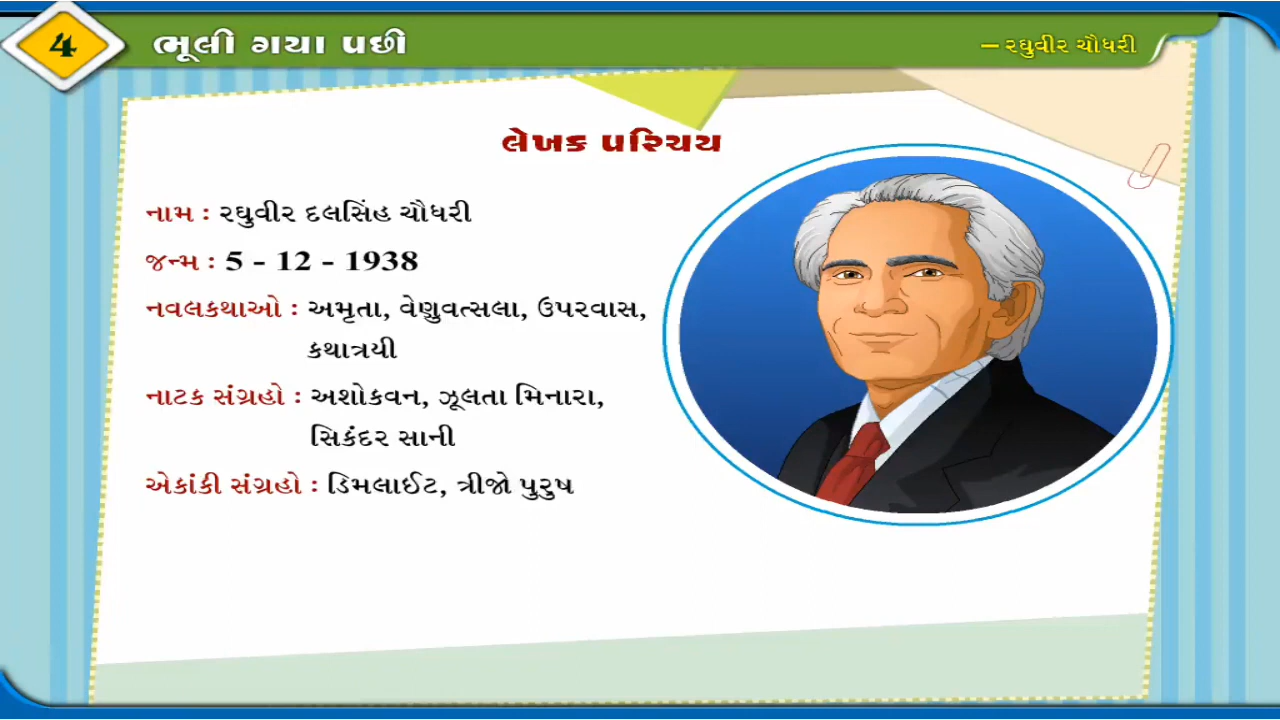 4 ભૂલી ગયા પછી – રઘુવીર ચૌધરી
લેખક પરિચય
નામ : રઘુવીર દલસિંહ ચૌધરી
જન્મ : 5 - 12 - 1938
નવલકથાઓ : અમૃતા, વેણુવત્સલા, ઉપરવાસ,
કથાત્રયી
નાટક સંગ્રહો : અશોકવન, ઝૂલતા મિનારા,
સિકંદર સાની
એકાંકી સંગ્રહો : ડિમલાઈટ, ત્રીજો પુરુષ